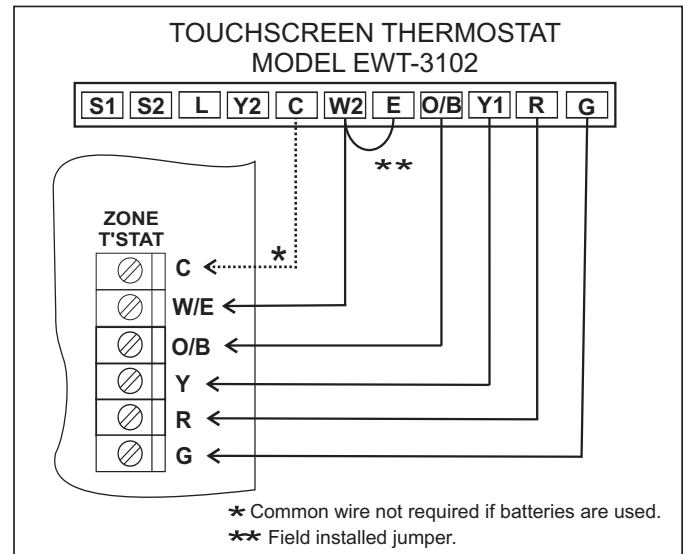 TOUCHSCREEN THERMOSTAT
MODEL EWT-3102
S1 S2 L Y2 C W2 E O/B Y1 R G
**
ZONE
T'STAT
*
C
W/E
O/B
Y
R
G
* Common wire not required if batteries are used.
** Field installed jumper.